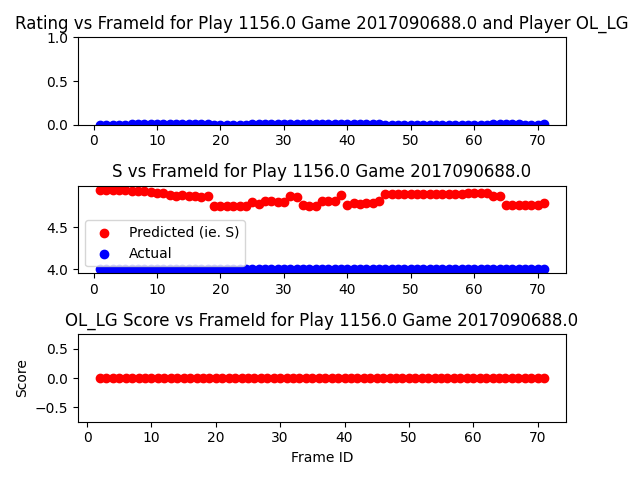 Rating vs FrameId for Play 1156.0 Game 2017090688.0 and Player OL_LG
1.0
0.5
0.0
0 10 20 30 40 50 60 70
S vs FrameId for Play 1156.0 Game 2017090688.0
4.5
4.0
Predicted (ie. S)
Actual
0 10 20 30 40 50 60 70
OL_LG Score vs FrameId for Play 1156.0 Game 2017090688.0
Score
0.5
0.0
−0.5
0 10 20 30 40 50 60 70
Frame ID